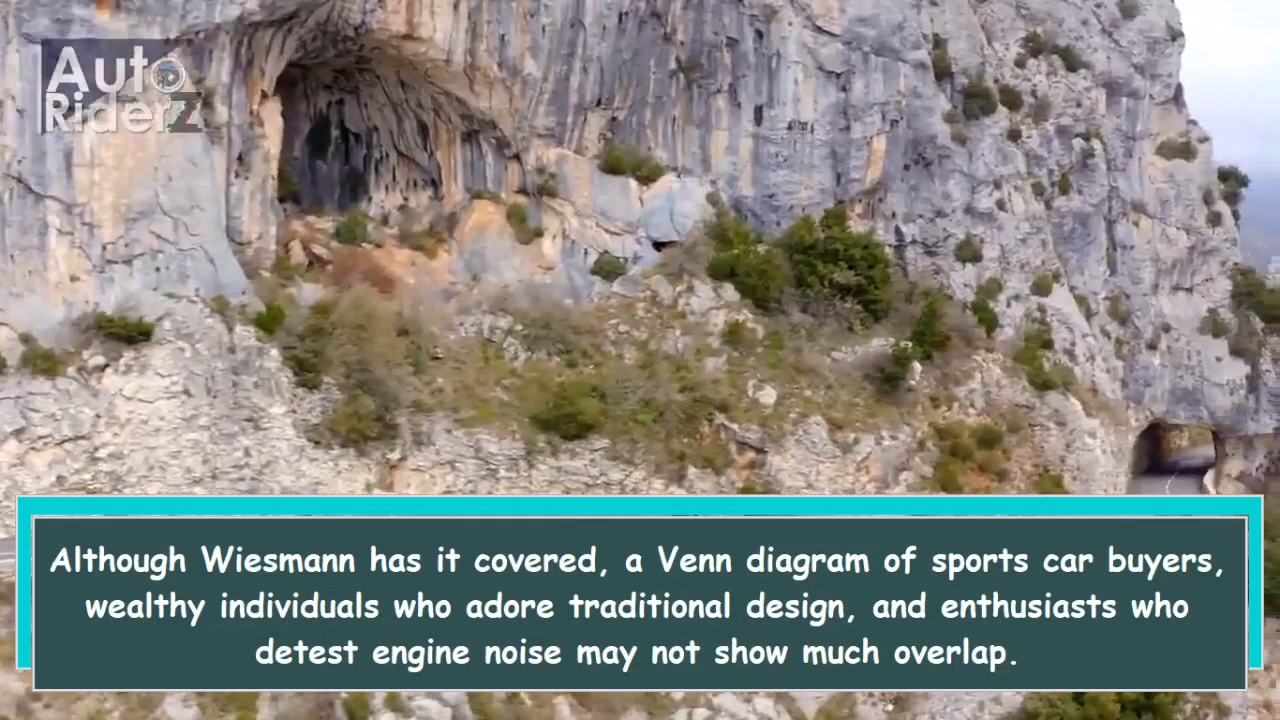 Auto
RiderZ
Although Wiesmann has it covered, a Venn diagram of sports car buyers,
wealthy individuals who adore traditional design, and enthusiasts who
detest engine noise may not show much overlap.